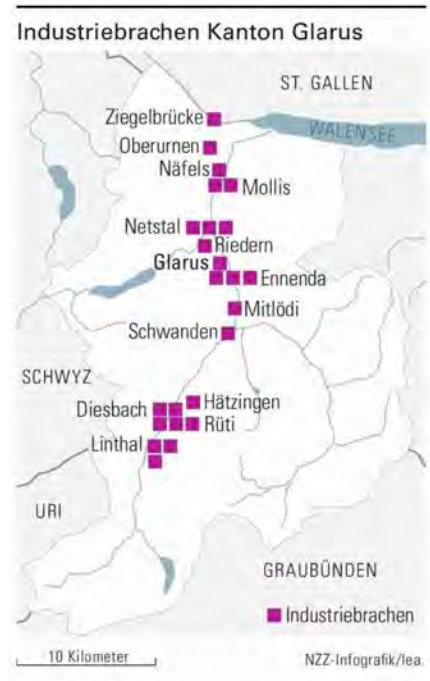 Industriebrachen Kanton Glarus
ST. GALLEN
Ziegelbrücke
WALENSEE
Oberurnen
Näfels
Mollis
Netstal
Riedern
Glarus
Ennenda
Mitlödi
Schwanden
SCHWYZ
Hätzingen
Diesbach
Rüti
Linthal
URI
GRAUBÜNDEN
Industriebrachen
10 Kilometer
NZZ-Infografik/lea.